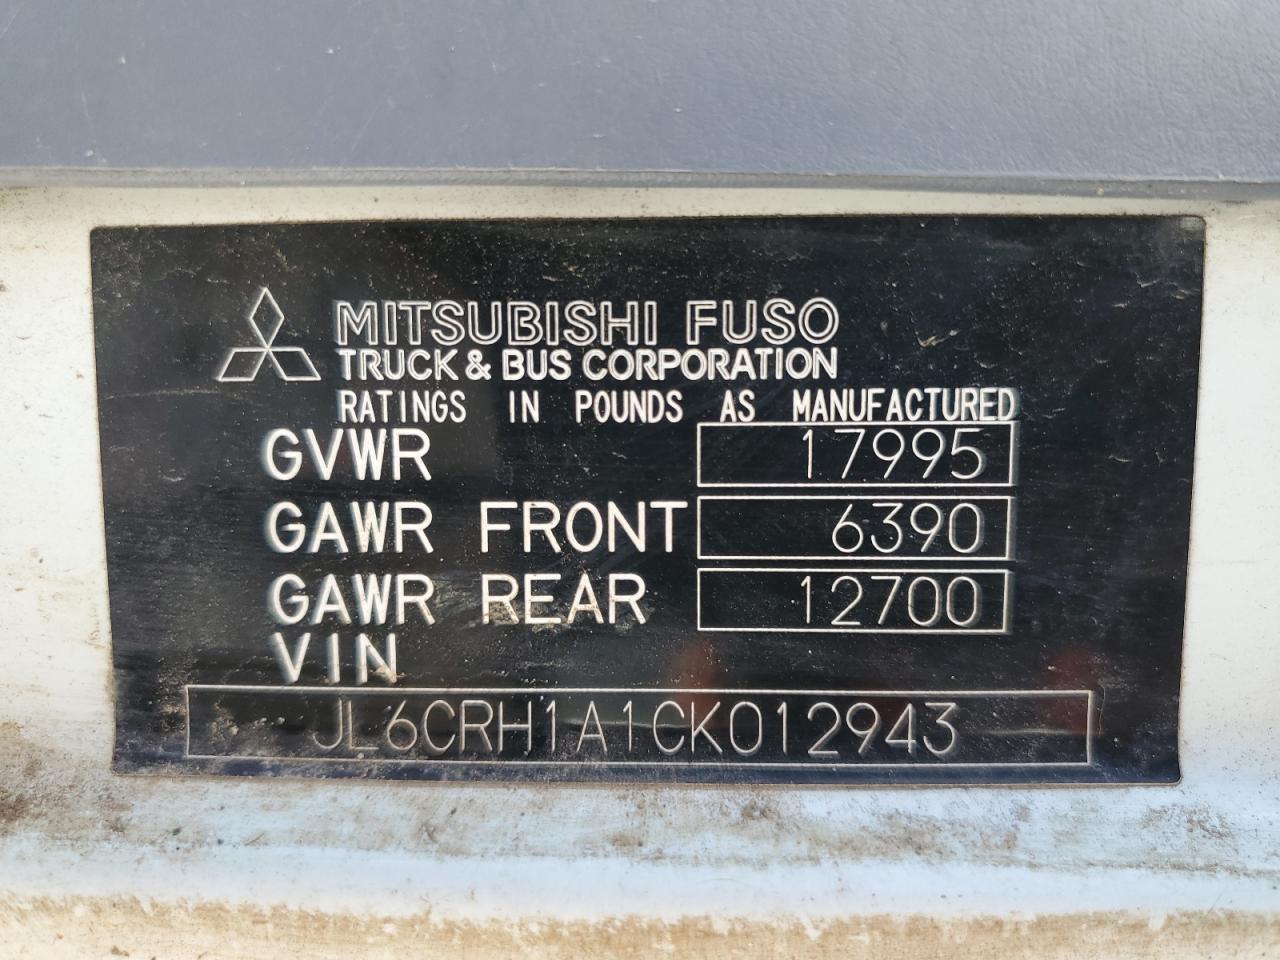 MITSUBISHI FUSO
TRUCK & BUS CORPORATION
RATINGS IN POUNDS AS MANUFACTURED
GVWR 17995
GAWR FRONT 6390
GAWR REAR 12700
VIN
JL6CRH1A1CK012943